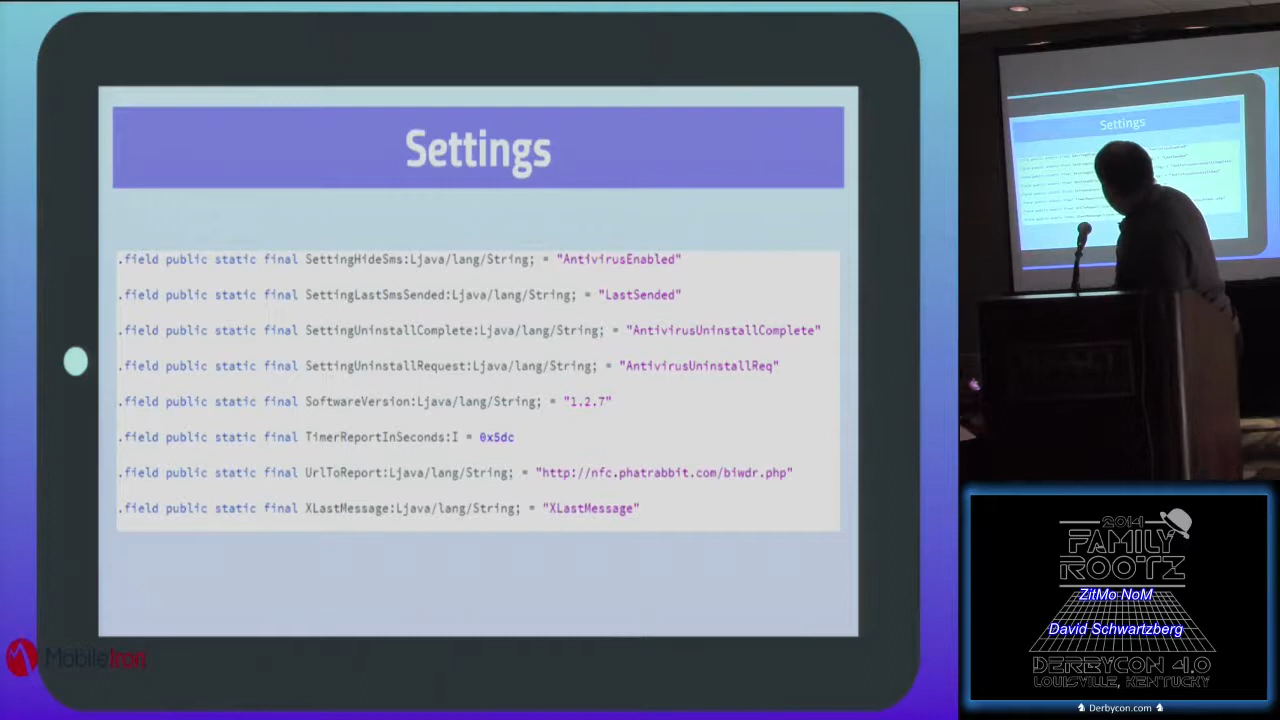 Settings
.field public static final SettingHideSms:Ljava/lang/String; = "AntivirusEnabled"
.field public static final SettingLastSmsSended:Ljava/lang/String; = "LastSended"
.field public static final SettingUninstallComplete:Ljava/lang/String; = "AntivirusUninstallComplete"
.field public static final SettingUninstallRequest:Ljava/lang/String; = "AntivirusUninstallReq"
.field public static final SoftwareVersion:Ljava/lang/String; = "1.2.7"
.field public static final TimerReportInSeconds:I = 0x5dc
.field public static final UrlToReport:Ljava/lang/String; = "http://nfc.phatrabbit.com/biwdr.php"
.field public static final XLastMessage:Ljava/lang/String; = "XLastMessage"
MobileIron
Settings
2014
FAMILY
ROOTZ
ZitMo NoM
David Schwartzberg
DERBYCON 4.0
LOUISVILLE, KENTUCKY
Derbycon.com